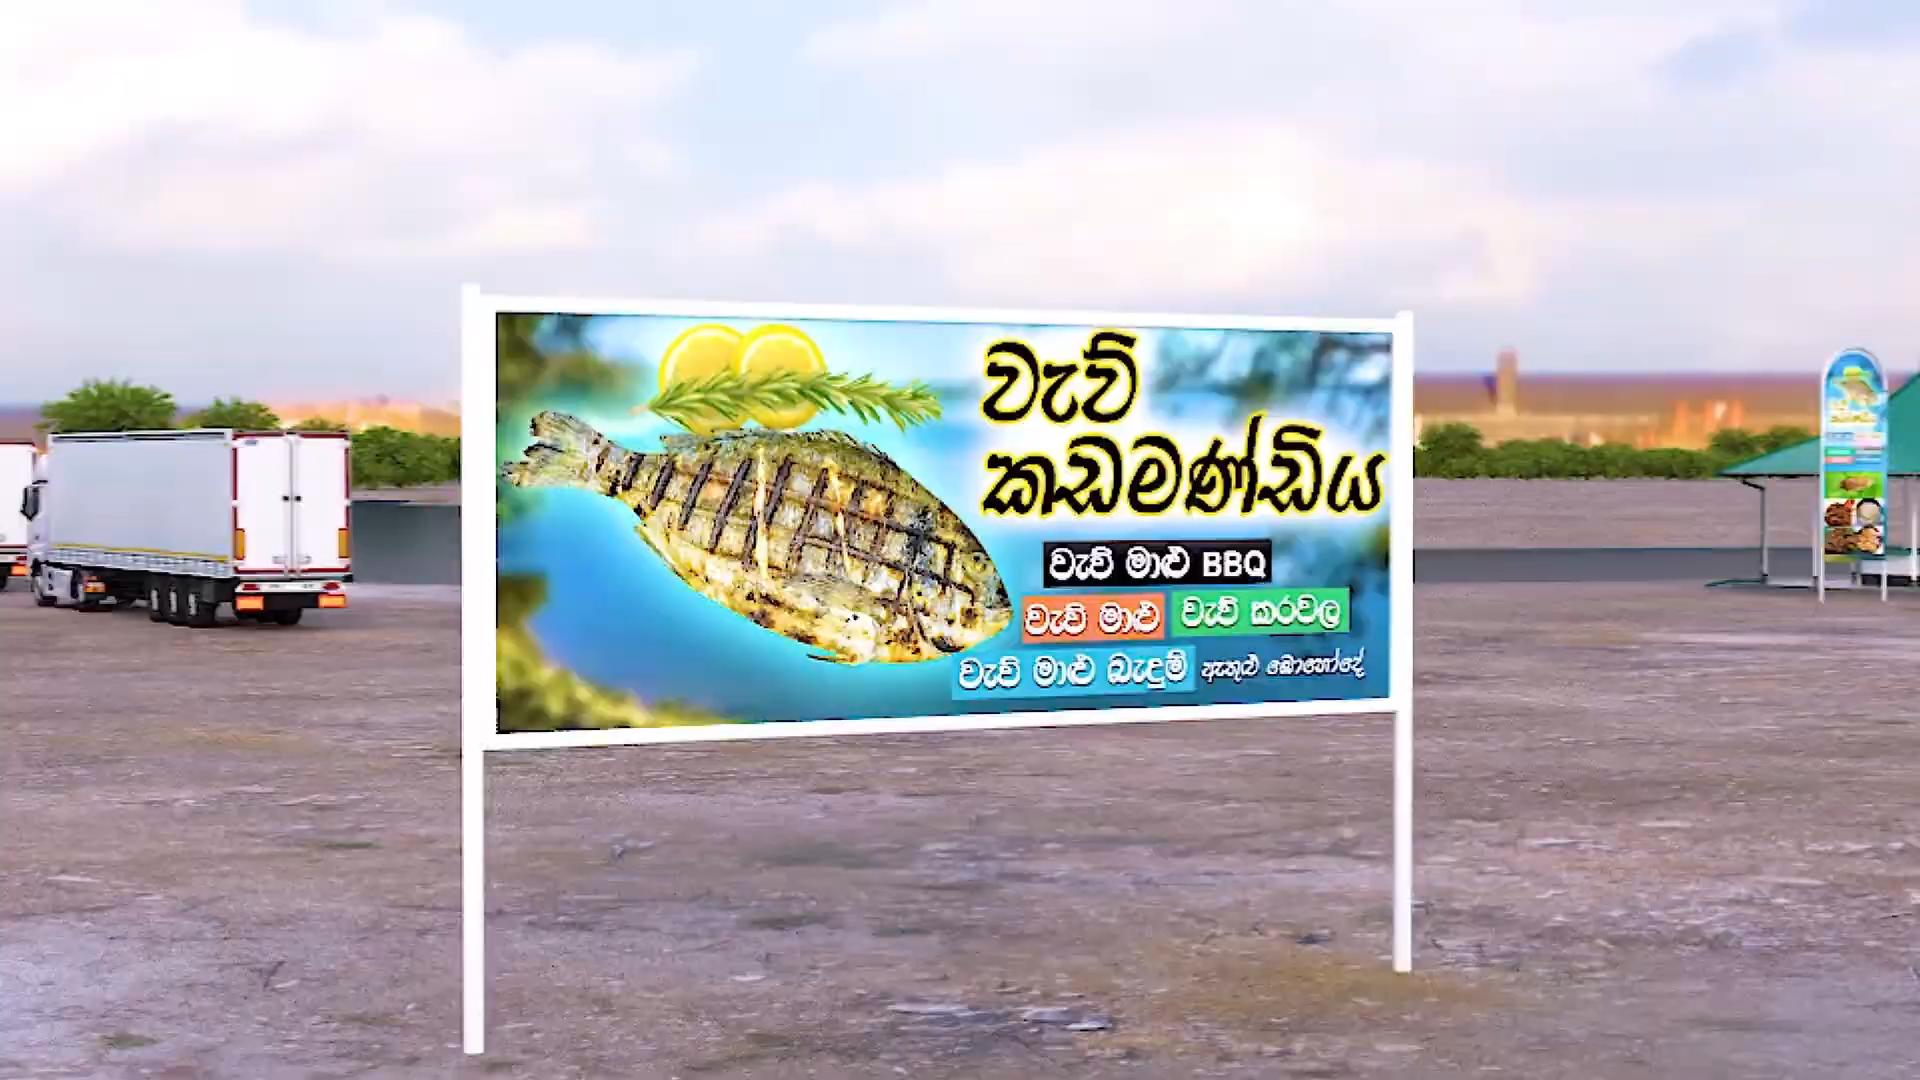 වැව්
කඩමණ්ඩිය
වැව් මාළු BBQ
වැව් මාළු වැව් කරවල
වැව් මාළු බැදුම් ඇතුළු බොහෝදේ